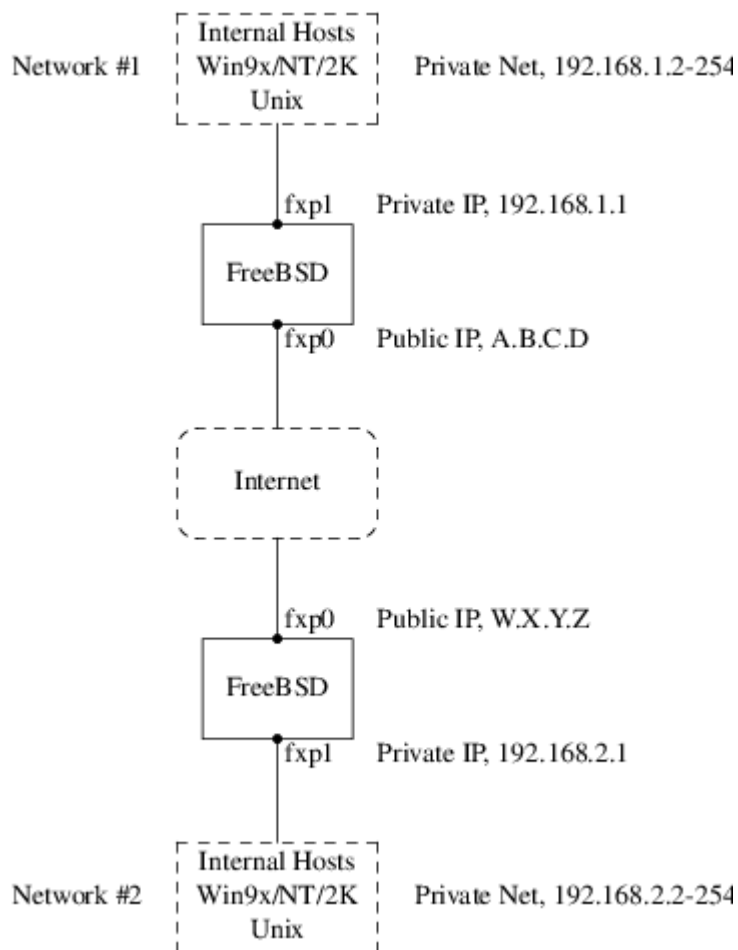 Internal Hosts
Network #1 Win9x/NT/2K Private Net, 192.168.1.2-254
Unix
fxp1 Private IP, 192.168.1.1
FreeBSD
fxp0 Public IP, A.B.C.D
Internet
fxp0 Public IP, W.X.Y.Z
FreeBSD
fxp1 Private IP, 192.168.2.1
Internal Hosts
Network #2 Win9x/NT/2K Private Net, 192.168.2.2-254
Unix